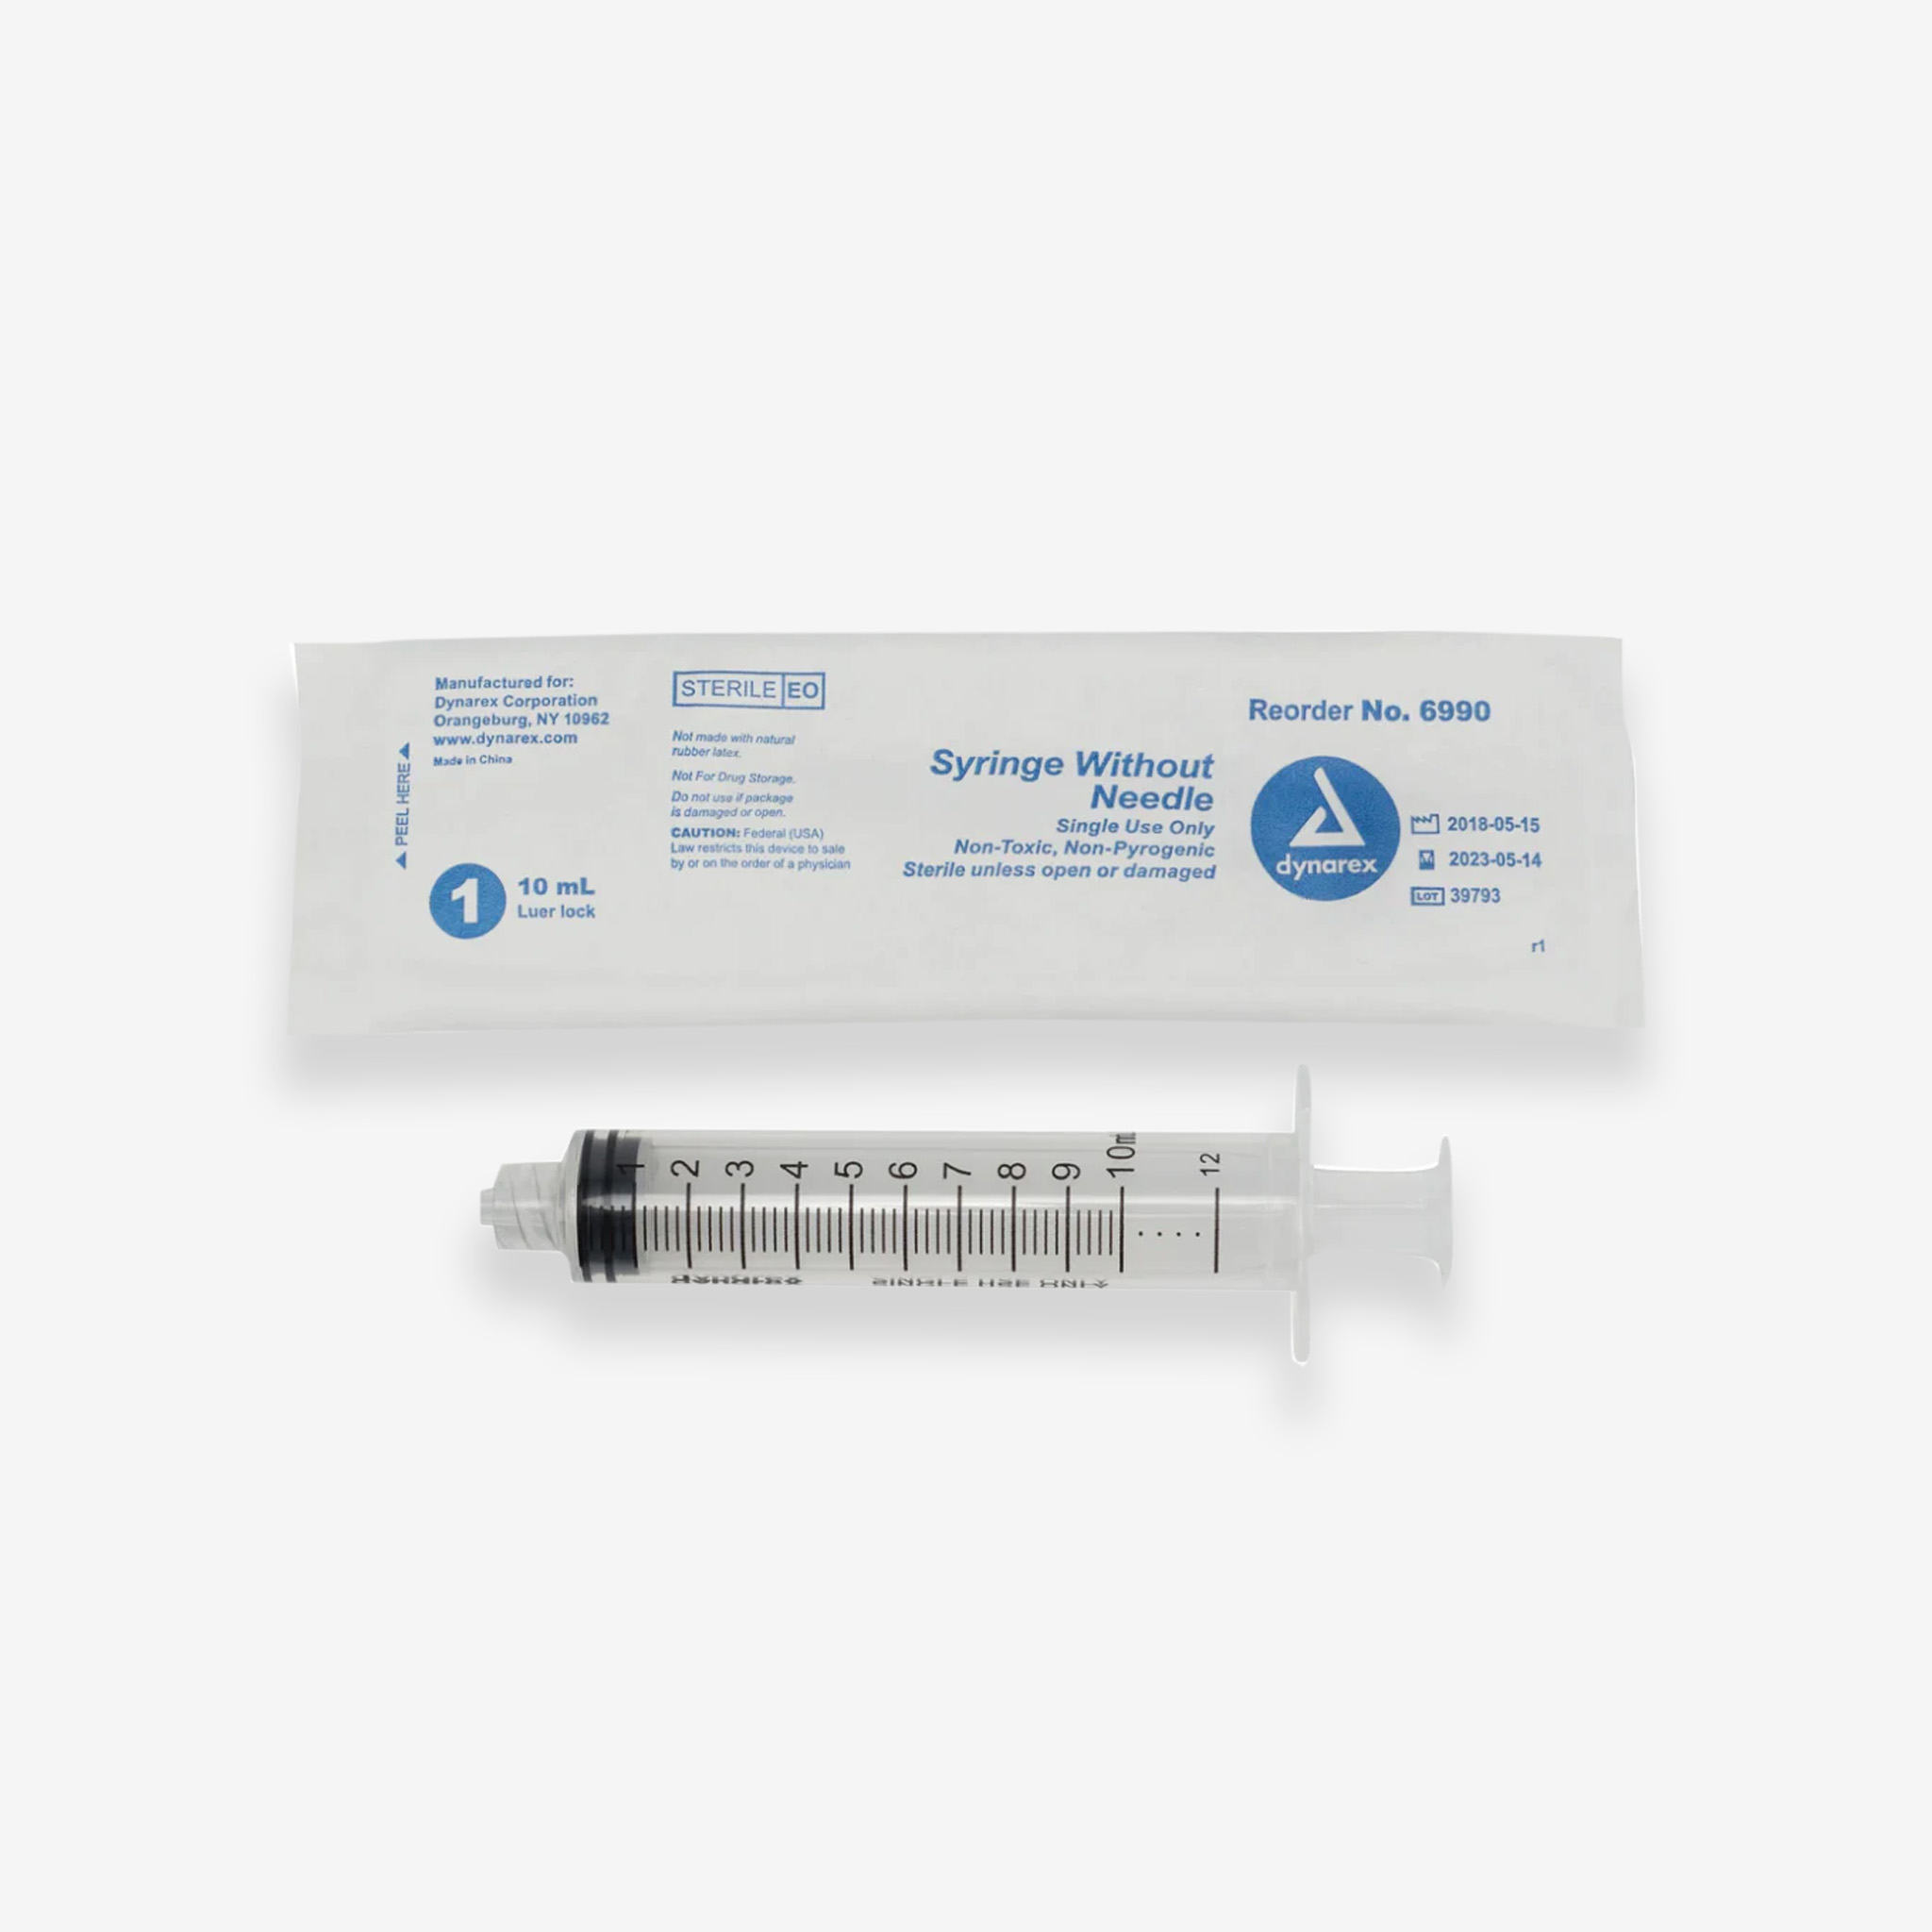 Manufactured for:
Dynarex Corporation
Orangeburg, NY 10962
www.dynarex.com
Made in China
PEEL HERE
1
10 mL
Luer lock
STERILE EO
Not made with natural
rubber latex.
Not For Drug Storage.
Do not use if package
is damaged or open.
CAUTION: Federal (USA)
Law restricts this device to sale
by or on the order of a physician
Syringe Without
Needle
Single Use Only
Non-Toxic, Non-Pyrogenic
Sterile unless open or damaged
Reorder No. 6990
dynarex
2018-05-15
2023-05-14
LOT 39793
r1
1 2 3 4 5 6 7 8 9 10mL 12